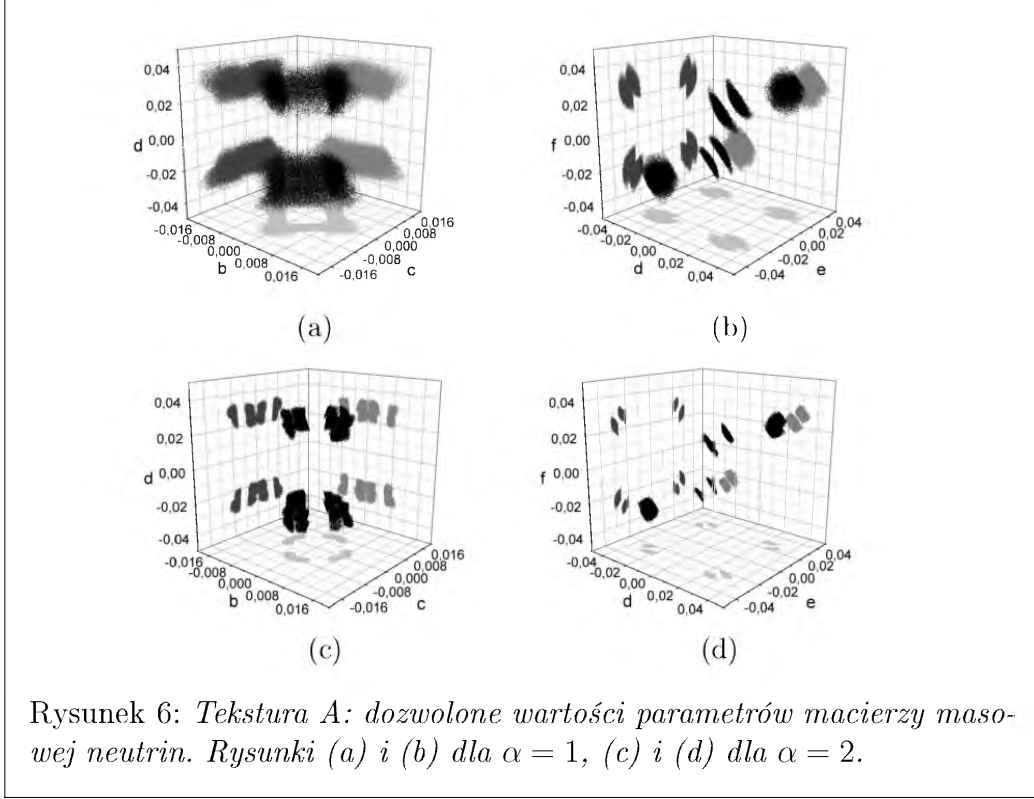 0,04
0,02
d 0,00
-0,02
-0,04
-0,016
-0,008
0,000
b 0,008
0,016
0,016
0,008
0,000
-0,008 c
-0,016
(a)
0,04
0,02
f 0,00
-0,02
-0,04
-0,04
-0,02
0,00
d 0,02
0,04
0,04
0,02
0,00
-0,02 e
-0,04
(b)
0,04
0,02
d 0,00
-0,02
-0,04
-0,016
-0,008
0,000
b 0,008
0,016
0,016
0,008
0,000
-0,008 c
-0,016
(c)
0,04
0,02
f 0,00
-0,02
-0,04
-0,04
-0,02
0,00
d 0,02
0,04
0,04
0,02
0,00
-0,02 e
-0,04
(d)
Rysunek 6: Tekstura A: dozwolone wartości parametrów macierzy maso-
wej neutrin. Rysunki (a) i (b) dla α = 1, (c) i (d) dla α = 2.